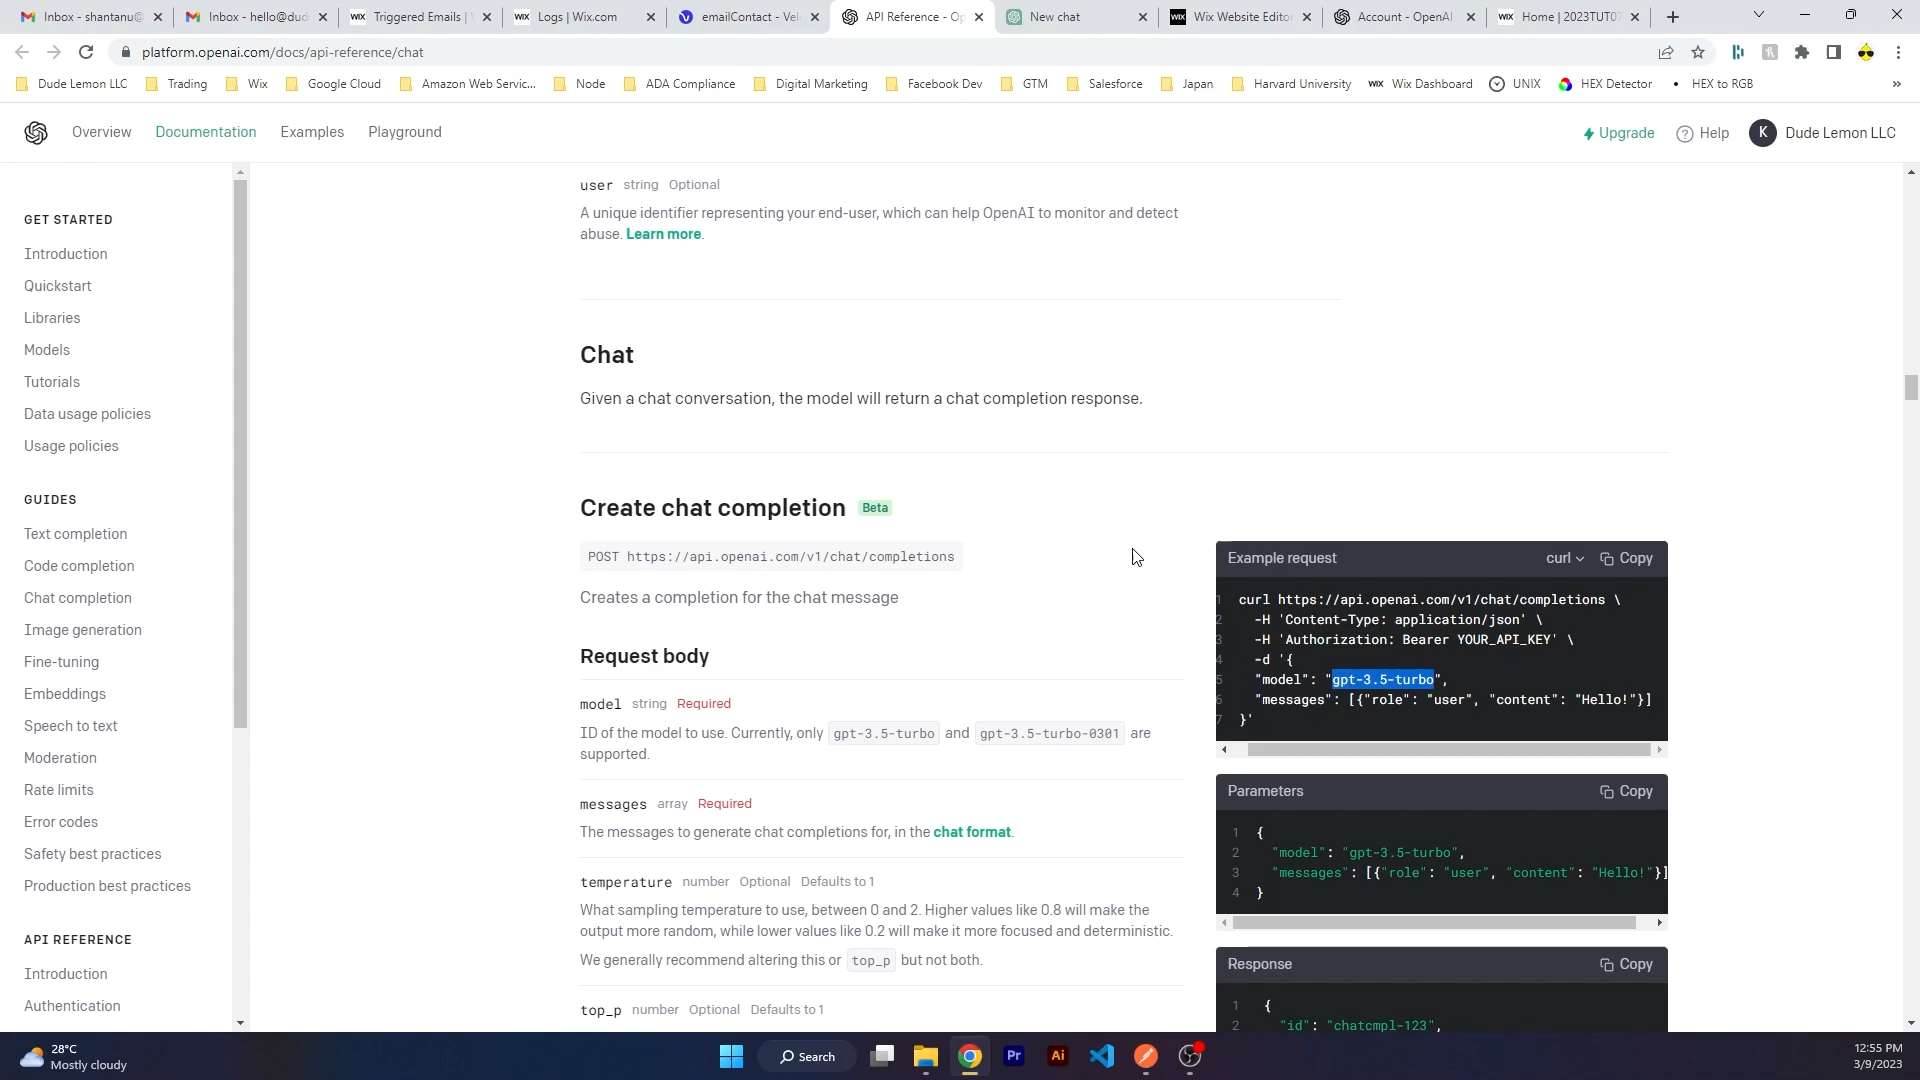 Inbox - shantanu@
Inbox - hello@dud
Triggered Emails |
Logs | Wix.com
emailContact - Vel
API Reference - Op
New chat
Wix Website Editor
Account - OpenAI
Home | 2023TUT07
platform.openai.com/docs/api-reference/chat
Dude Lemon LLC
Trading
Wix
Google Cloud
Amazon Web Servic...
Node
ADA Compliance
Digital Marketing
Facebook Dev
GTM
Salesforce
Japan
Harvard University
WIX Wix Dashboard
UNIX
HEX Detector
HEX to RGB
»
Overview
Documentation
Examples
Playground
Upgrade
Help
K
Dude Lemon LLC
GET STARTED
Introduction
Quickstart
Libraries
Models
Tutorials
Data usage policies
Usage policies
GUIDES
Text completion
Code completion
Chat completion
Image generation
Fine-tuning
Embeddings
Speech to text
Moderation
Rate limits
Error codes
Safety best practices
Production best practices
API REFERENCE
Introduction
Authentication
user string Optional
A unique identifier representing your end-user, which can help OpenAI to monitor and detect
abuse. Learn more.
Chat
Given a chat conversation, the model will return a chat completion response.
Create chat completion Beta
POST https://api.openai.com/v1/chat/completions
Creates a completion for the chat message
Request body
model string Required
ID of the model to use. Currently, only gpt-3.5-turbo and gpt-3.5-turbo-0301 are
supported.
messages array Required
The messages to generate chat completions for, in the chat format.
temperature number Optional Defaults to 1
What sampling temperature to use, between 0 and 2. Higher values like 0.8 will make the
output more random, while lower values like 0.2 will make it more focused and deterministic.
We generally recommend altering this or top_p but not both.
top_p number Optional Defaults to 1
Example request
curl
Copy
1 curl https://api.openai.com/v1/chat/completions \
2 -H 'Content-Type: application/json' \
3 -H 'Authorization: Bearer YOUR_API_KEY' \
4 -d '{
5 "model": "gpt-3.5-turbo",
6 "messages": [{"role": "user", "content": "Hello!"}]
7 }'
Parameters
Copy
1 {
2 "model": "gpt-3.5-turbo",
3 "messages": [{"role": "user", "content": "Hello!"}]
4 }
Response
Copy
1 {
2 "id": "chatcmpl-123",
28°C
Mostly cloudy
Search
Pr
Ai
12:55 PM
3/9/2023